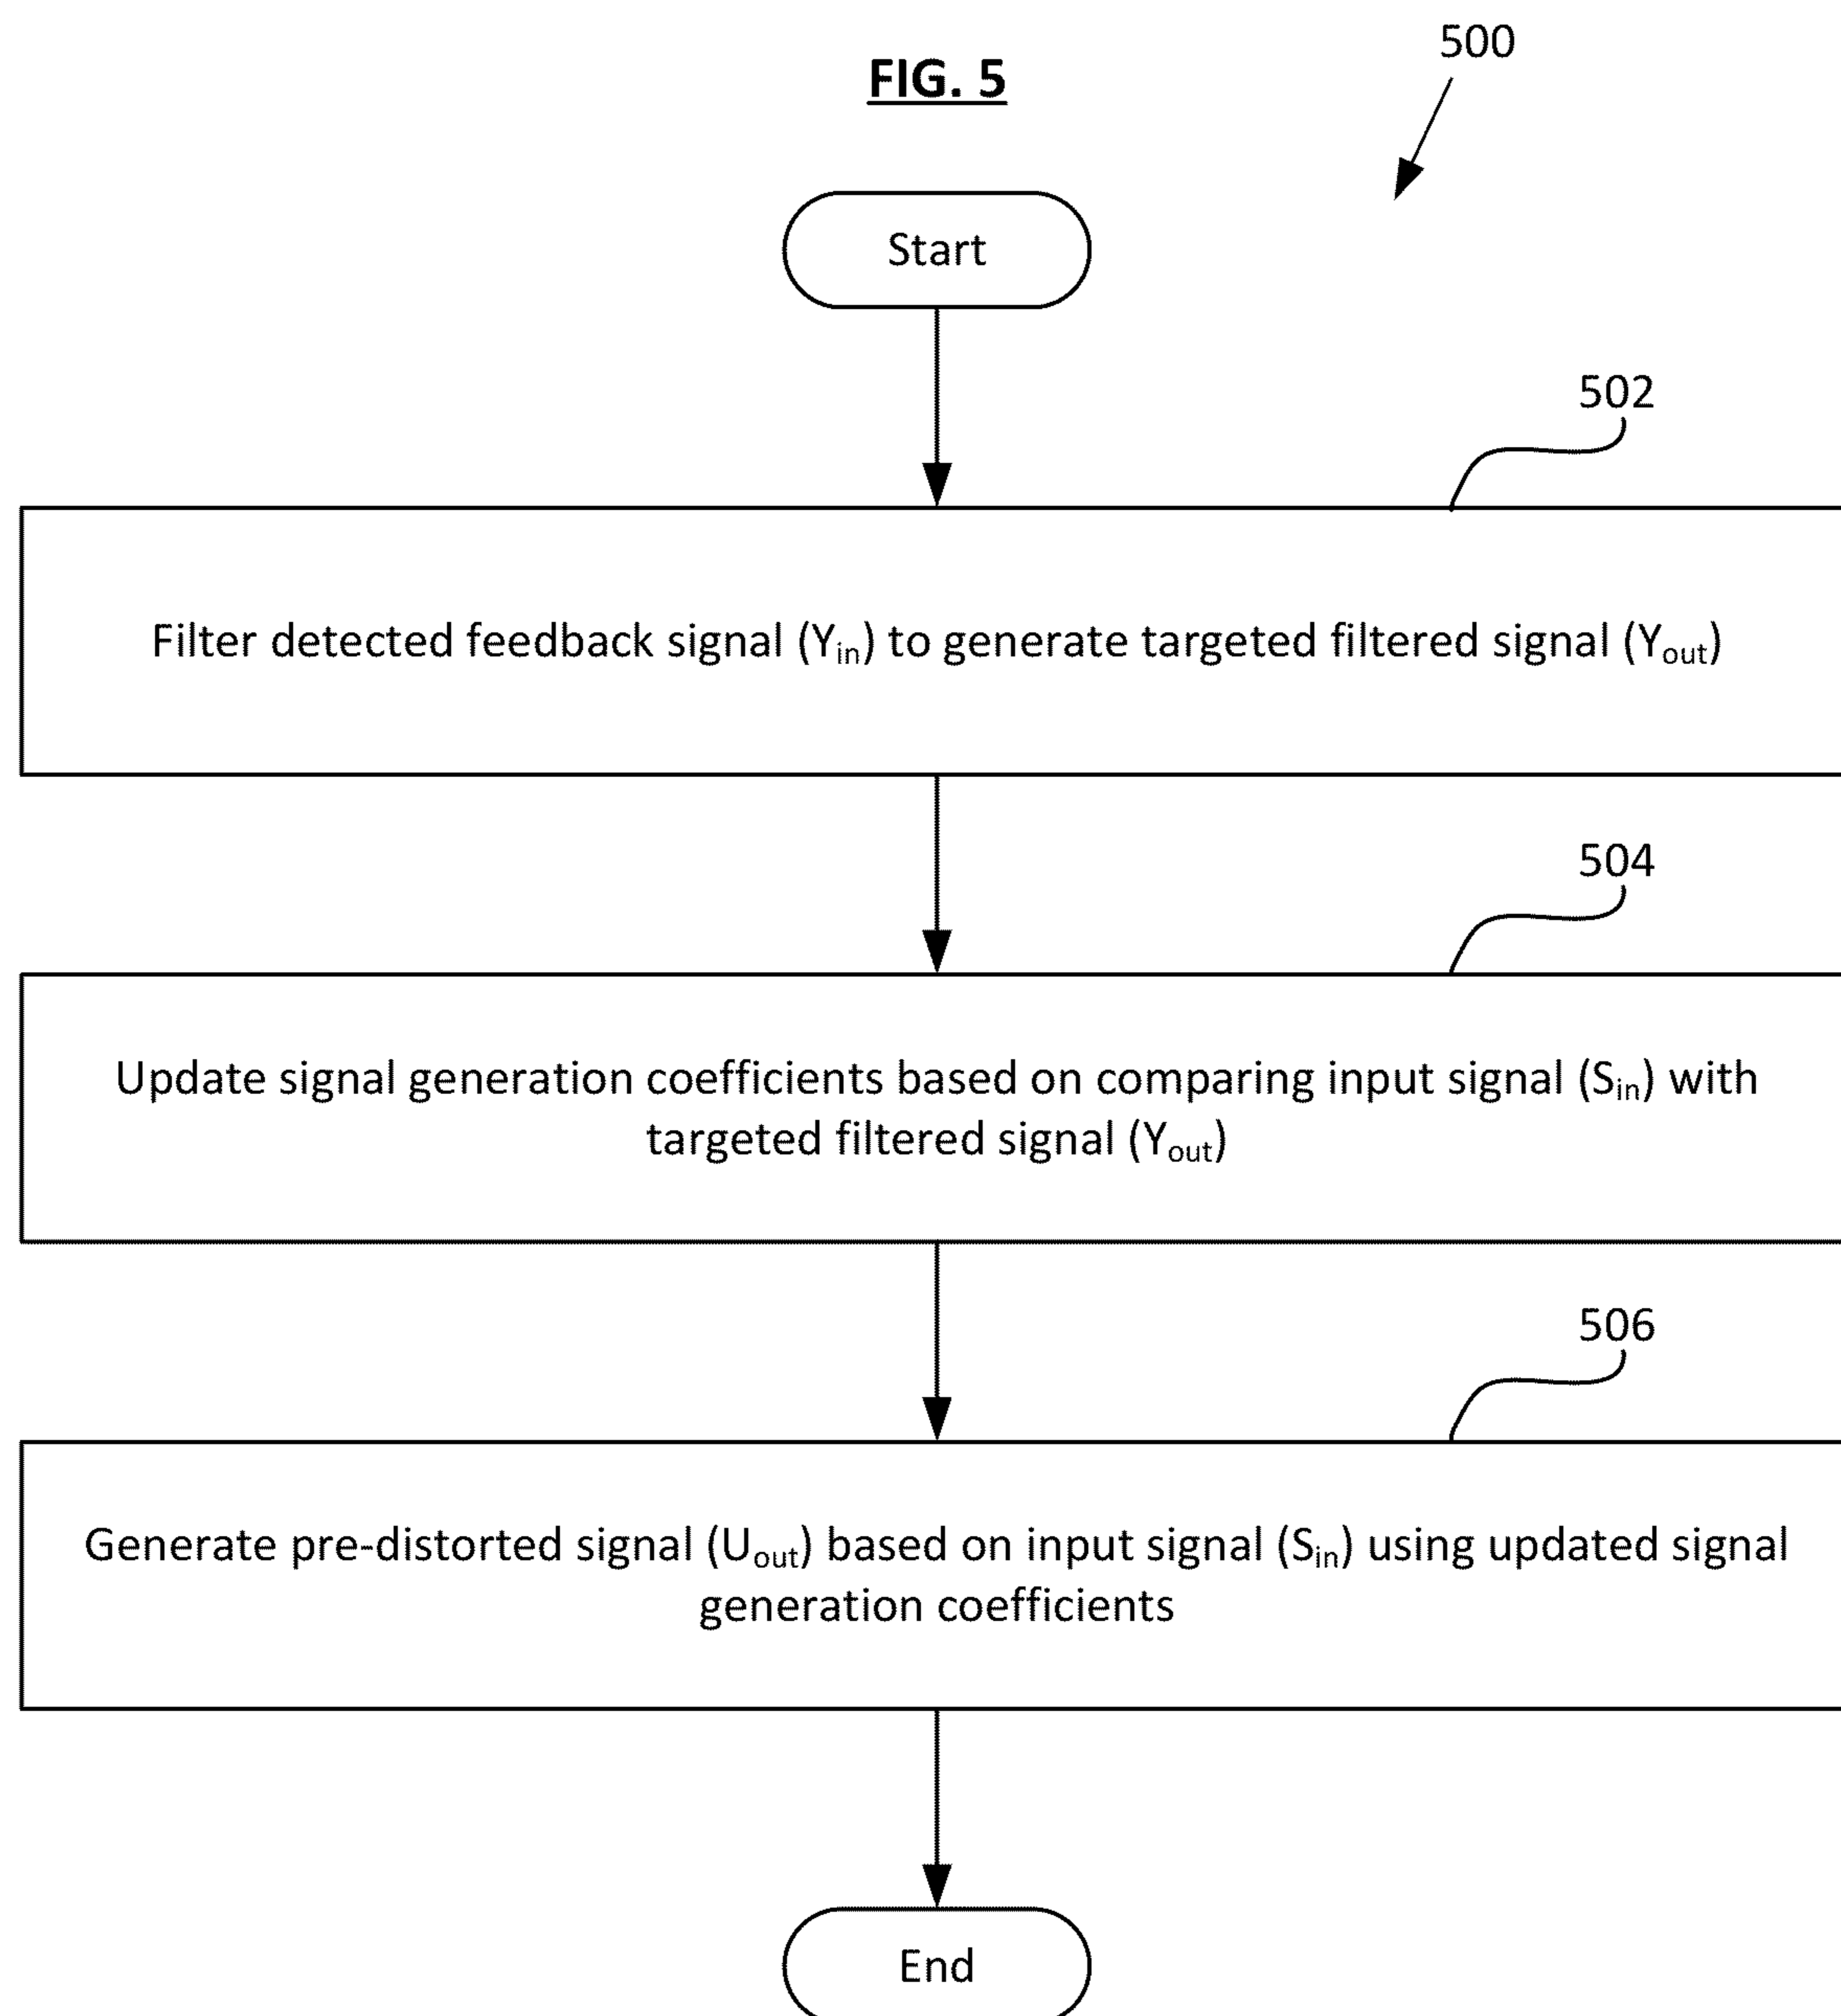 500
FIG. 5
Start
502
Filter detected feedback signal (Yin) to generate targeted filtered signal (Yout)
504
Update signal generation coefficients based on comparing input signal (Sin) with
targeted filtered signal (Yout)
506
Generate pre-distorted signal (Uout) based on input signal (Sin) using updated signal
generation coefficients
End